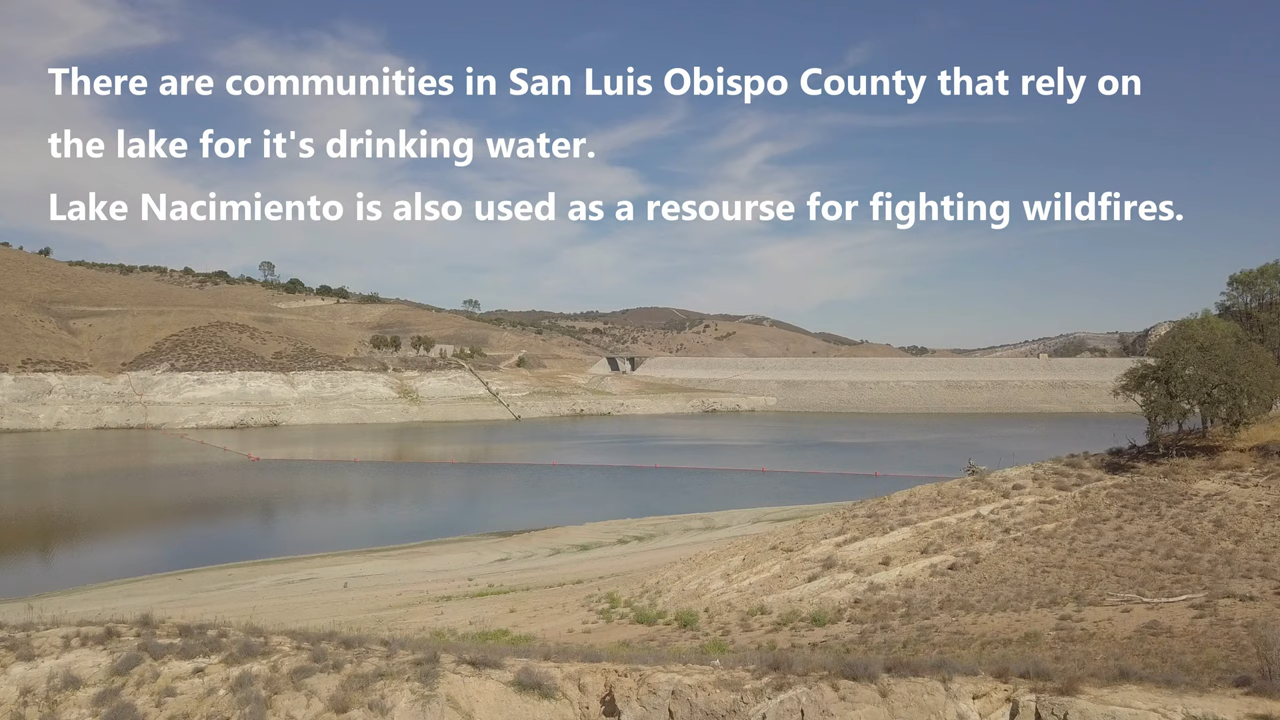 There are communities in San Luis Obispo County that rely on
the lake for it's drinking water.
Lake Nacimiento is also used as a resourse for fighting wildfires.